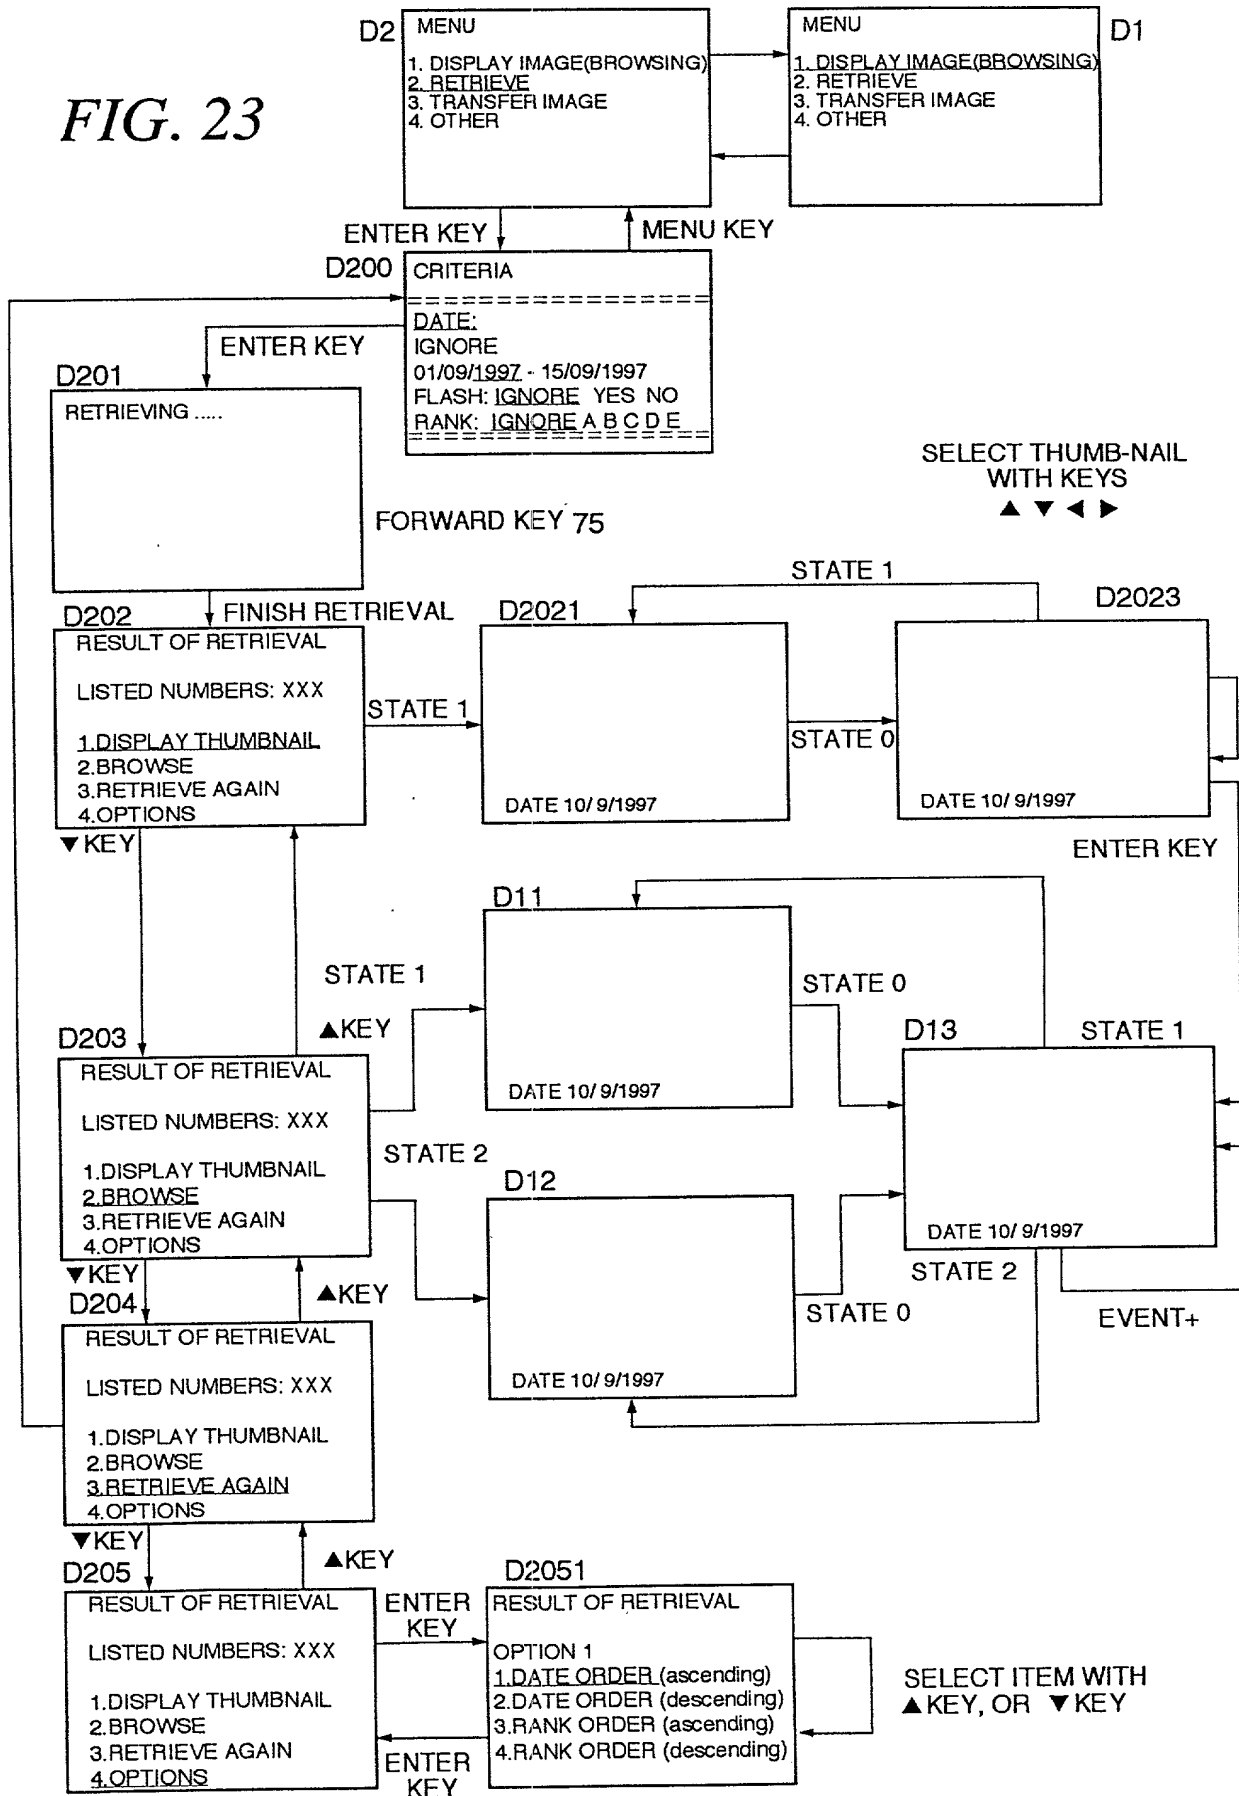 FIG. 23
D2
MENU
1. DISPLAY IMAGE(BROWSING)
2. RETRIEVE
3. TRANSFER IMAGE
4. OTHER
D1
MENU
1. DISPLAY IMAGE(BROWSING)
2. RETRIEVE
3. TRANSFER IMAGE
4. OTHER
ENTER KEY
MENU KEY
D200
CRITERIA
====================
DATE:
IGNORE
01/09/1997 - 15/09/1997
FLASH: IGNORE YES NO
RANK: IGNORE A B C D E
====================
ENTER KEY
D201
RETRIEVING .....
SELECT THUMB-NAIL
WITH KEYS
▲ ▼ ◀ ▶
FORWARD KEY 75
FINISH RETRIEVAL
D202
RESULT OF RETRIEVAL
LISTED NUMBERS: XXX
1.DISPLAY THUMBNAIL
2.BROWSE
3.RETRIEVE AGAIN
4.OPTIONS
STATE 1
D2021
DATE 10/ 9/1997
STATE 1
STATE 0
D2023
DATE 10/ 9/1997
ENTER KEY
▼KEY
▲KEY
D203
RESULT OF RETRIEVAL
LISTED NUMBERS: XXX
1.DISPLAY THUMBNAIL
2.BROWSE
3.RETRIEVE AGAIN
4.OPTIONS
STATE 1
D11
DATE 10/ 9/1997
STATE 0
STATE 2
D12
DATE 10/ 9/1997
STATE 0
D13
STATE 1
DATE 10/ 9/1997
STATE 2
EVENT+
▼KEY
▲KEY
D204
RESULT OF RETRIEVAL
LISTED NUMBERS: XXX
1.DISPLAY THUMBNAIL
2.BROWSE
3.RETRIEVE AGAIN
4.OPTIONS
▼KEY
▲KEY
D205
RESULT OF RETRIEVAL
LISTED NUMBERS: XXX
1.DISPLAY THUMBNAIL
2.BROWSE
3.RETRIEVE AGAIN
4.OPTIONS
ENTER
KEY
ENTER
KEY
D2051
RESULT OF RETRIEVAL
OPTION 1
1.DATE ORDER (ascending)
2.DATE ORDER (descending)
3.RANK ORDER (ascending)
4.RANK ORDER (descending)
SELECT ITEM WITH
▲KEY, OR ▼KEY